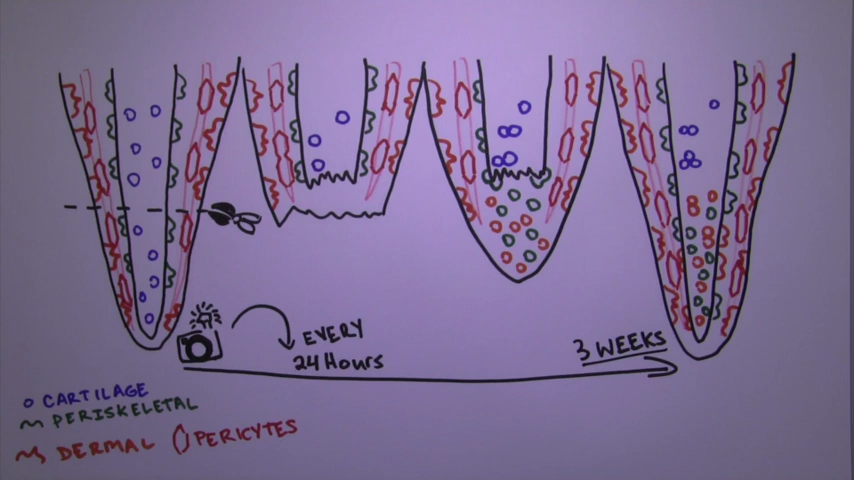 EVERY
24 Hours
3 WEEKS
CARTILAGE
PERISKELETAL
DERMAL PERICYTES